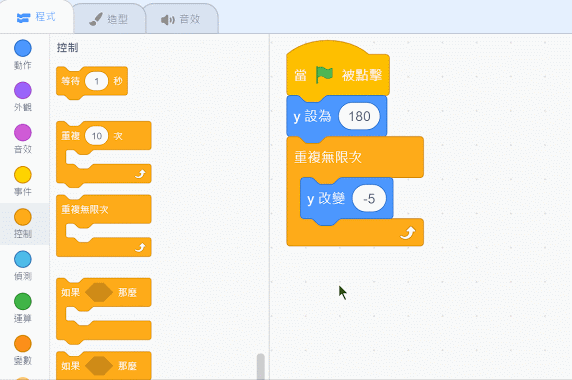 程式
造型
音效
動作
外觀
音效
事件
控制
偵測
運算
變數
控制
等待 1 秒
重複 10 次
重複無限次
如果 那麼
如果 那麼
當 被點擊
y 設為 180
重複無限次
y 改變 -5